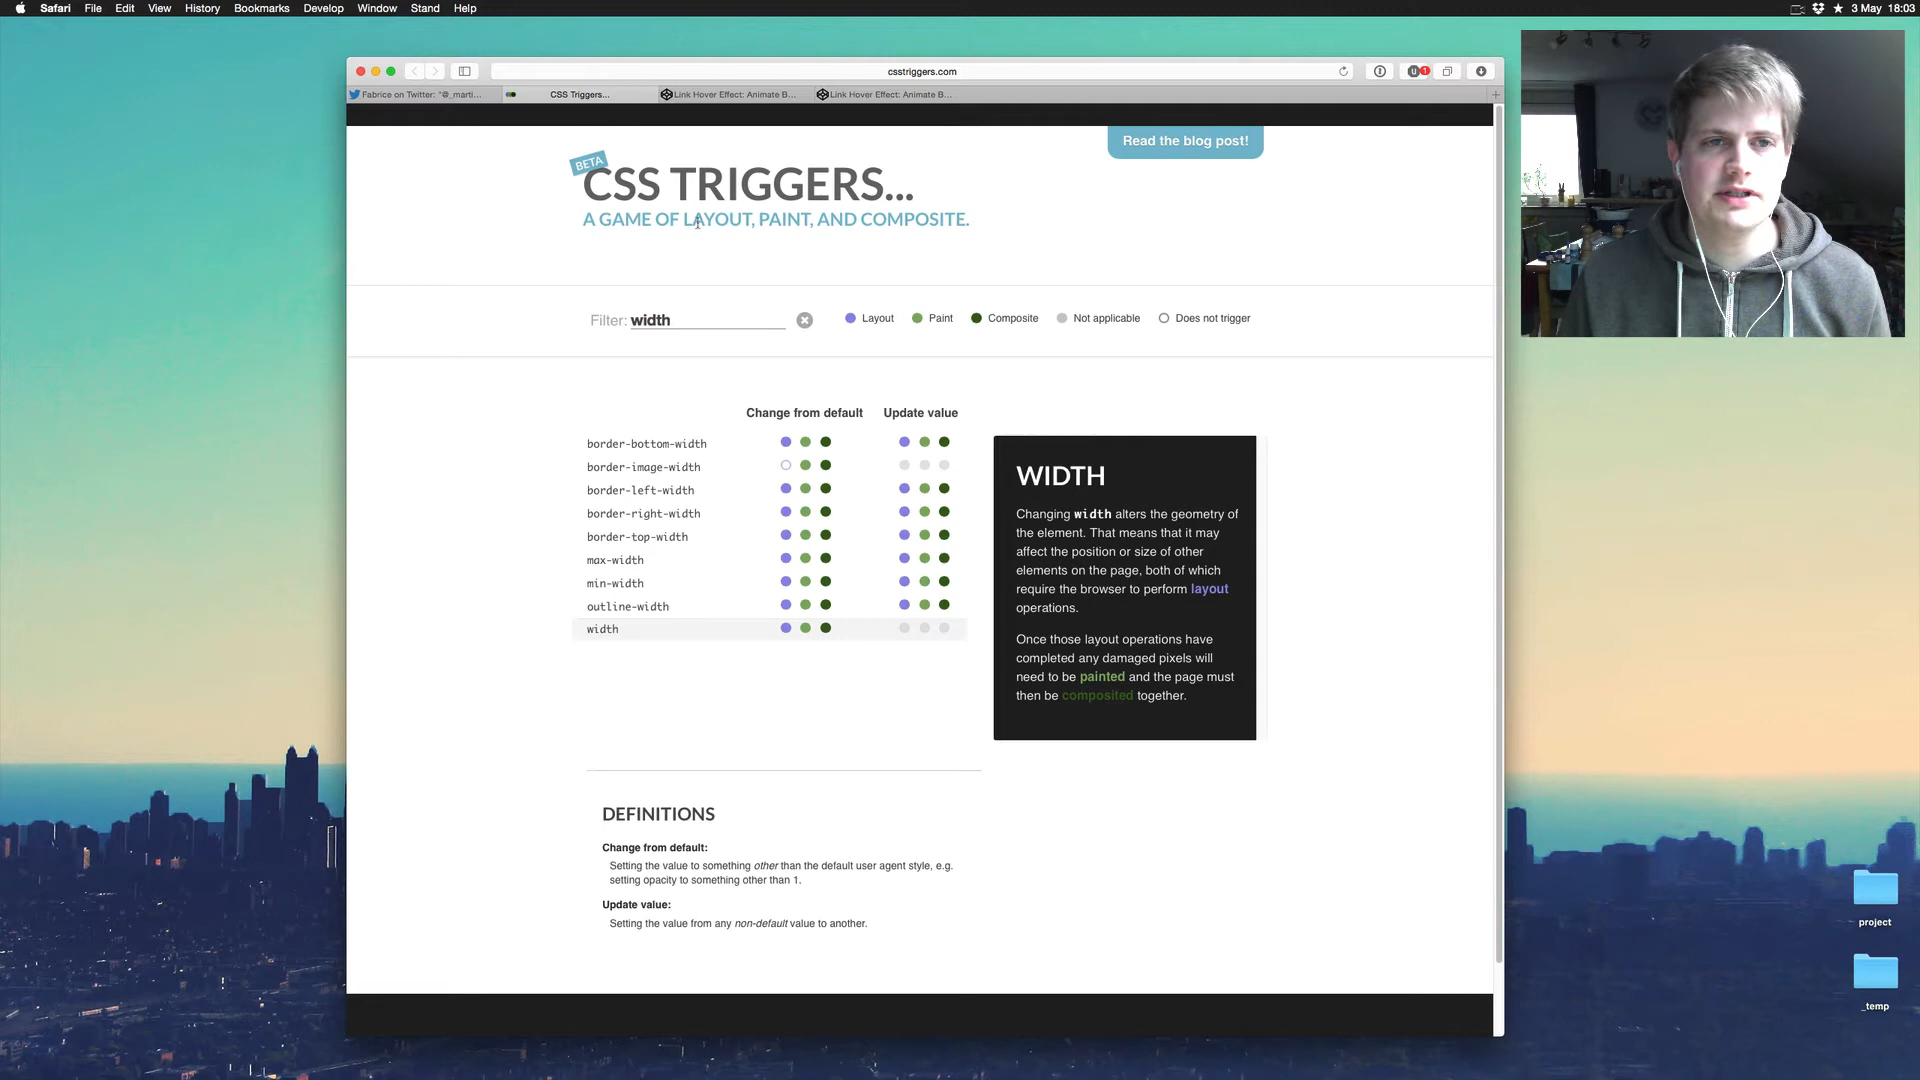 Safari File Edit View History Bookmarks Develop Window Stand Help 3 May 18:03
csstriggers.com
1
Fabrice on Twitter: "@_marti... CSS Triggers... Link Hover Effect: Animate B... Link Hover Effect: Animate B...
Read the blog post!
BETA
CSS TRIGGERS...
A GAME OF LAYOUT, PAINT, AND COMPOSITE.
Filter: width
Layout Paint Composite Not applicable Does not trigger
Change from default Update value
border-bottom-width
border-image-width
border-left-width
border-right-width
border-top-width
max-width
min-width
outline-width
width
WIDTH
Changing width alters the geometry of
the element. That means that it may
affect the position or size of other
elements on the page, both of which
require the browser to perform layout
operations.
Once those layout operations have
completed any damaged pixels will
need to be painted and the page must
then be composited together.
DEFINITIONS
Change from default:
Setting the value to something other than the default user agent style, e.g.
setting opacity to something other than 1.
Update value:
Setting the value from any non-default value to another.
project
_temp